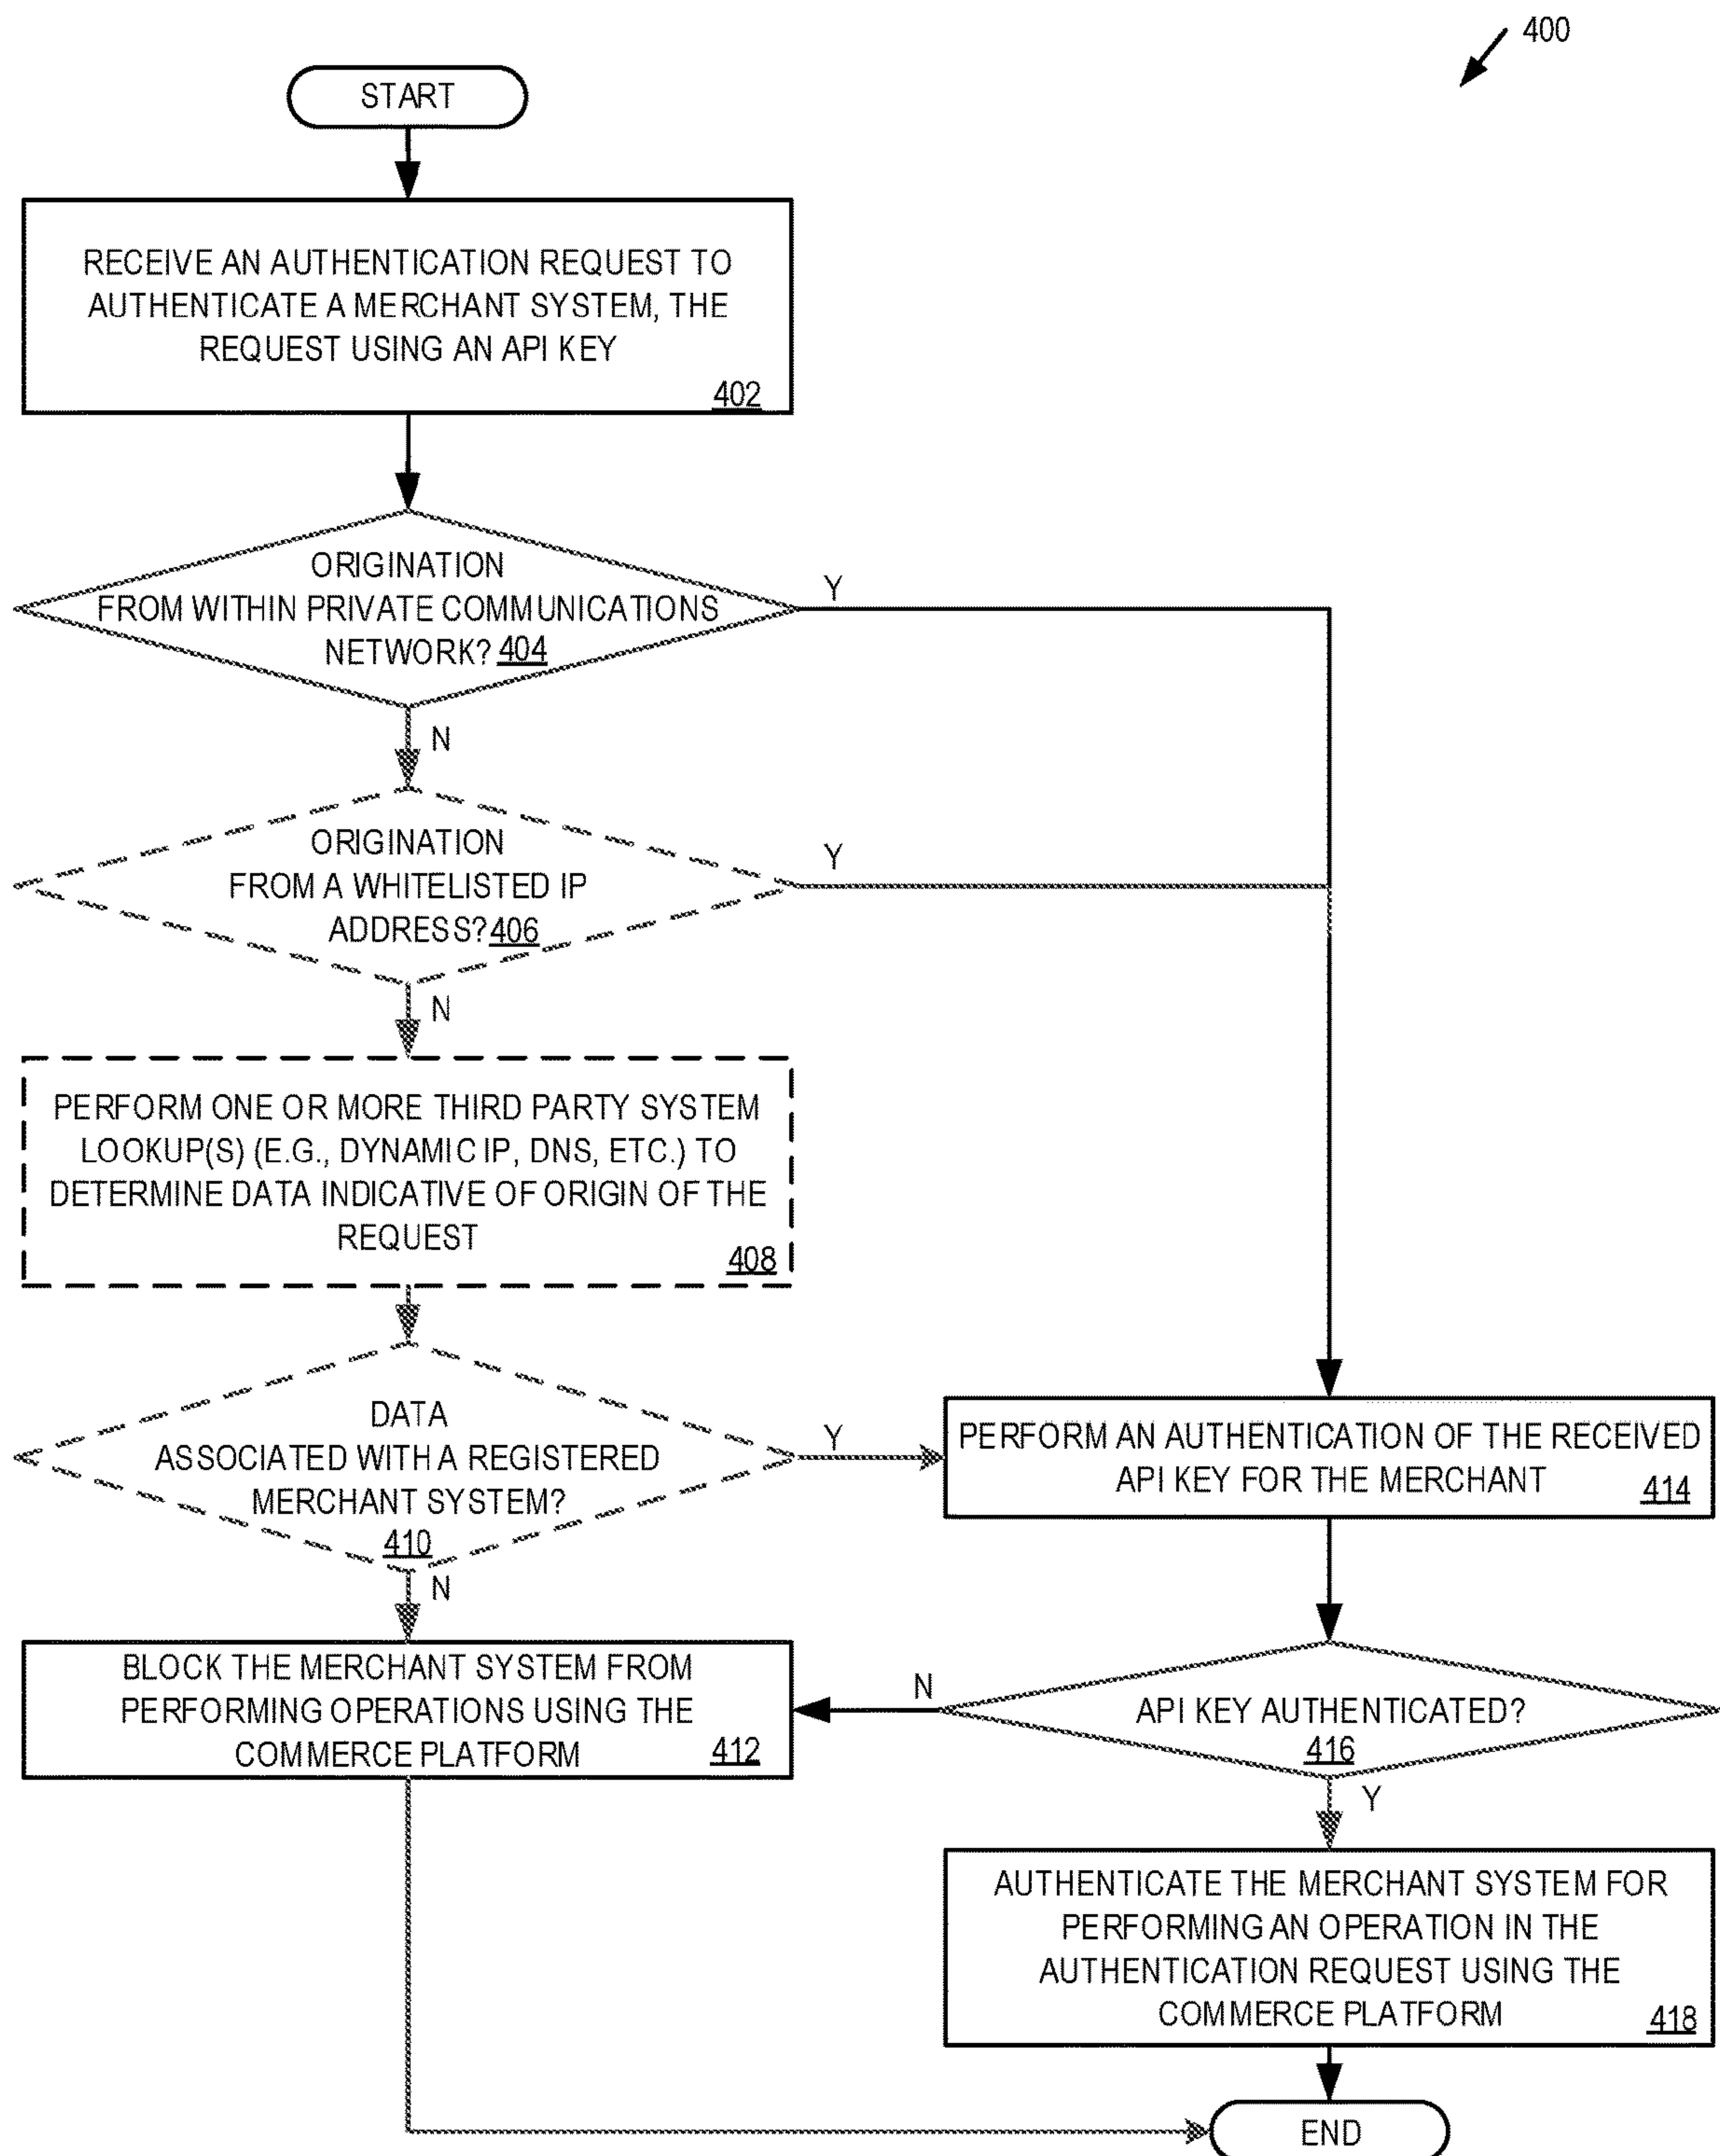 400
START
RECEIVE AN AUTHENTICATION REQUEST TO
AUTHENTICATE A MERCHANT SYSTEM, THE
REQUEST USING AN API KEY
402
ORIGINATION
FROM WITHIN PRIVATE COMMUNICATIONS
NETWORK? 404
Y
N
ORIGINATION
FROM A WHITELISTED IP
ADDRESS? 406
Y
N
PERFORM ONE OR MORE THIRD PARTY SYSTEM
LOOKUP(S) (E.G., DYNAMIC IP, DNS, ETC.) TO
DETERMINE DATA INDICATIVE OF ORIGIN OF THE
REQUEST
408
DATA
ASSOCIATED WITH A REGISTERED
MERCHANT SYSTEM?
410
Y
N
PERFORM AN AUTHENTICATION OF THE RECEIVED
API KEY FOR THE MERCHANT
414
BLOCK THE MERCHANT SYSTEM FROM
PERFORMING OPERATIONS USING THE
COMMERCE PLATFORM
412
N
API KEY AUTHENTICATED?
416
Y
AUTHENTICATE THE MERCHANT SYSTEM FOR
PERFORMING AN OPERATION IN THE
AUTHENTICATION REQUEST USING THE
COMMERCE PLATFORM
418
END